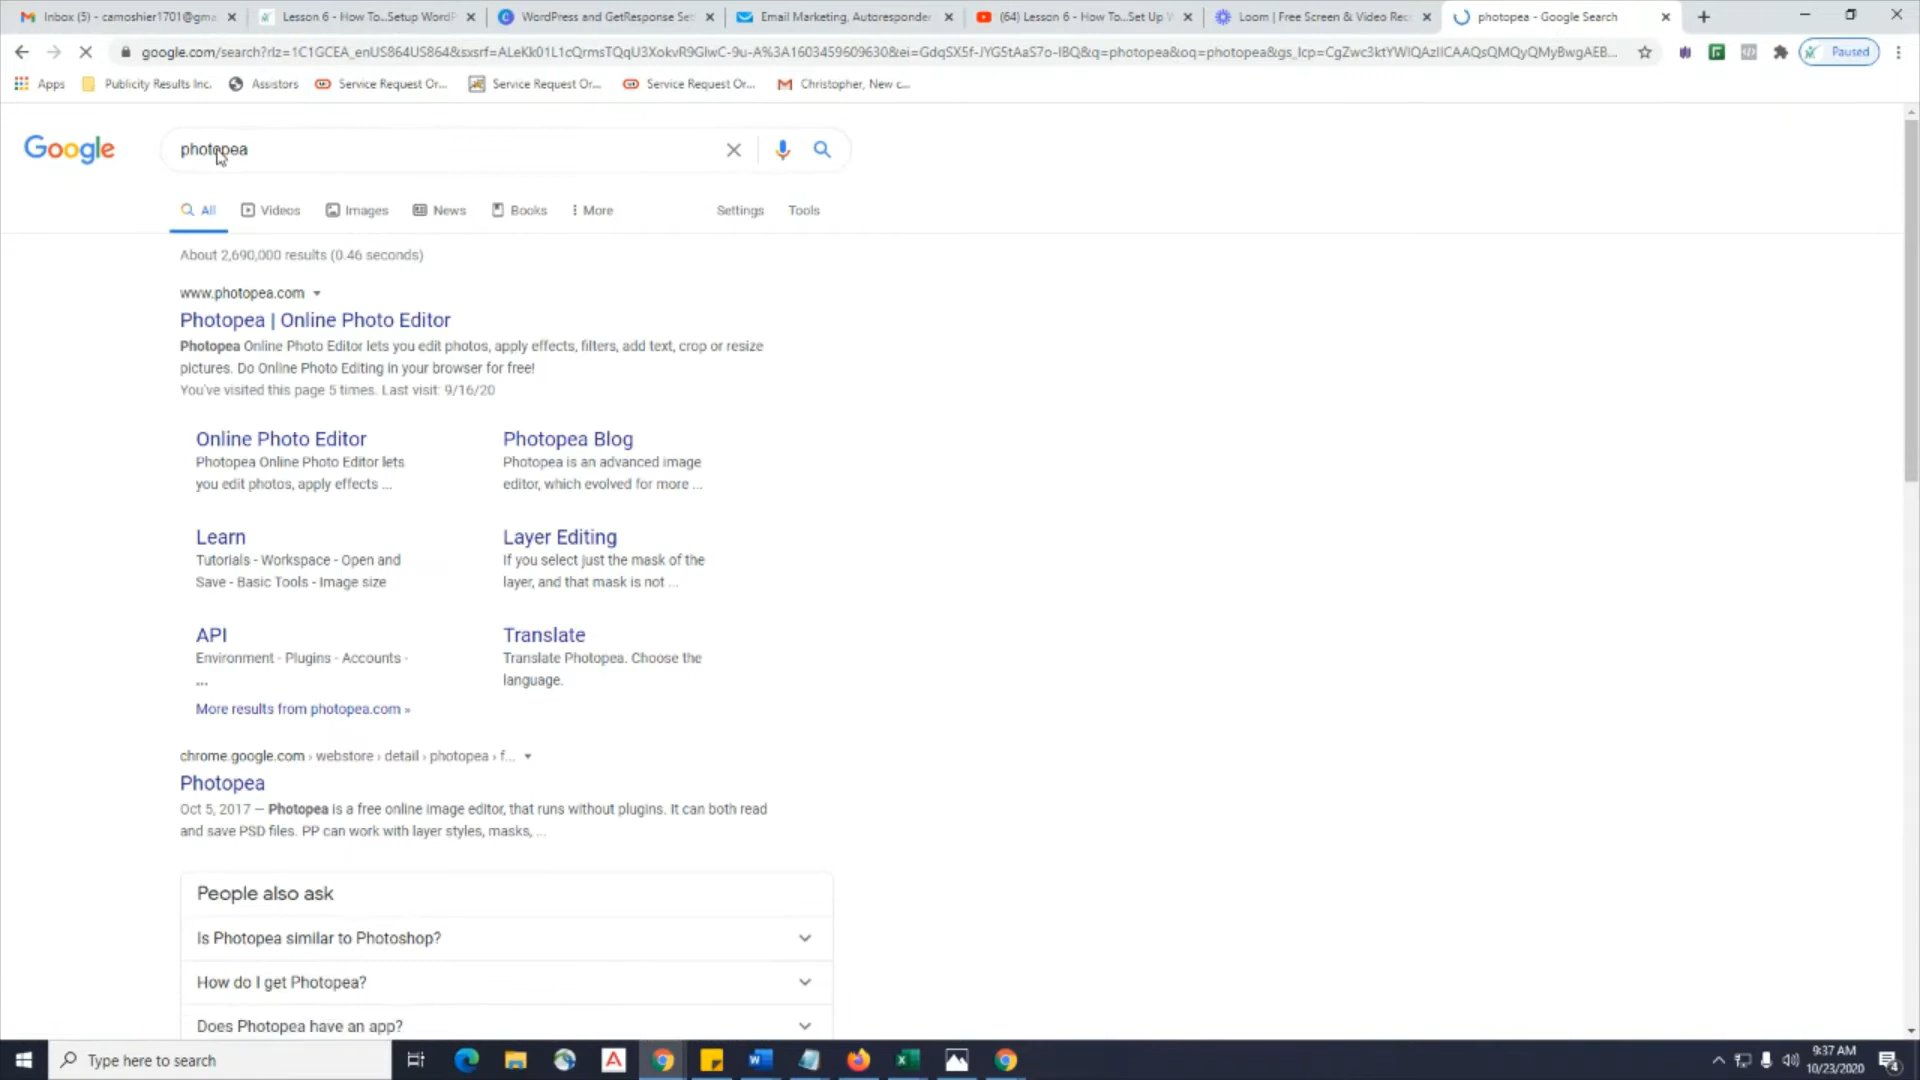 Inbox (5) - camoshier1701@gma
Lesson 6 - How To...Setup WordP
WordPress and GetResponse Set
Email Marketing, Autoresponder
(64) Lesson 6 - How To...Set Up
Loom | Free Screen & Video Rec
photopea - Google Search
Paused
Apps
Publicity Results Inc.
Assistors
Service Request Or...
Service Request Or...
Service Request Or...
Christopher, New c...
Google
photopea
All
Videos
Images
News
Books
More
Settings
Tools
About 2,690,000 results (0.46 seconds)
www.photopea.com
Photopea | Online Photo Editor
Photopea Online Photo Editor lets you edit photos, apply effects, filters, add text, crop or resize
pictures. Do Online Photo Editing in your browser for free!
You've visited this page 5 times. Last visit: 9/16/20
Online Photo Editor
Photopea Online Photo Editor lets
you edit photos, apply effects ...
Photopea Blog
Photopea is an advanced image
editor, which evolved for more ...
Learn
Tutorials - Workspace - Open and
Save - Basic Tools - Image size
Layer Editing
If you select just the mask of the
layer, and that mask is not ...
API
Environment - Plugins - Accounts -
...
Translate
Translate Photopea. Choose the
language.
More results from photopea.com »
chrome.google.com › webstore › detail › photopea › f...
Photopea
Oct 5, 2017 — Photopea is a free online image editor, that runs without plugins. It can both read
and save PSD files. PP can work with layer styles, masks, ...
People also ask
Is Photopea similar to Photoshop?
How do I get Photopea?
Does Photopea have an app?
Type here to search
9:37 AM
10/23/2020
4